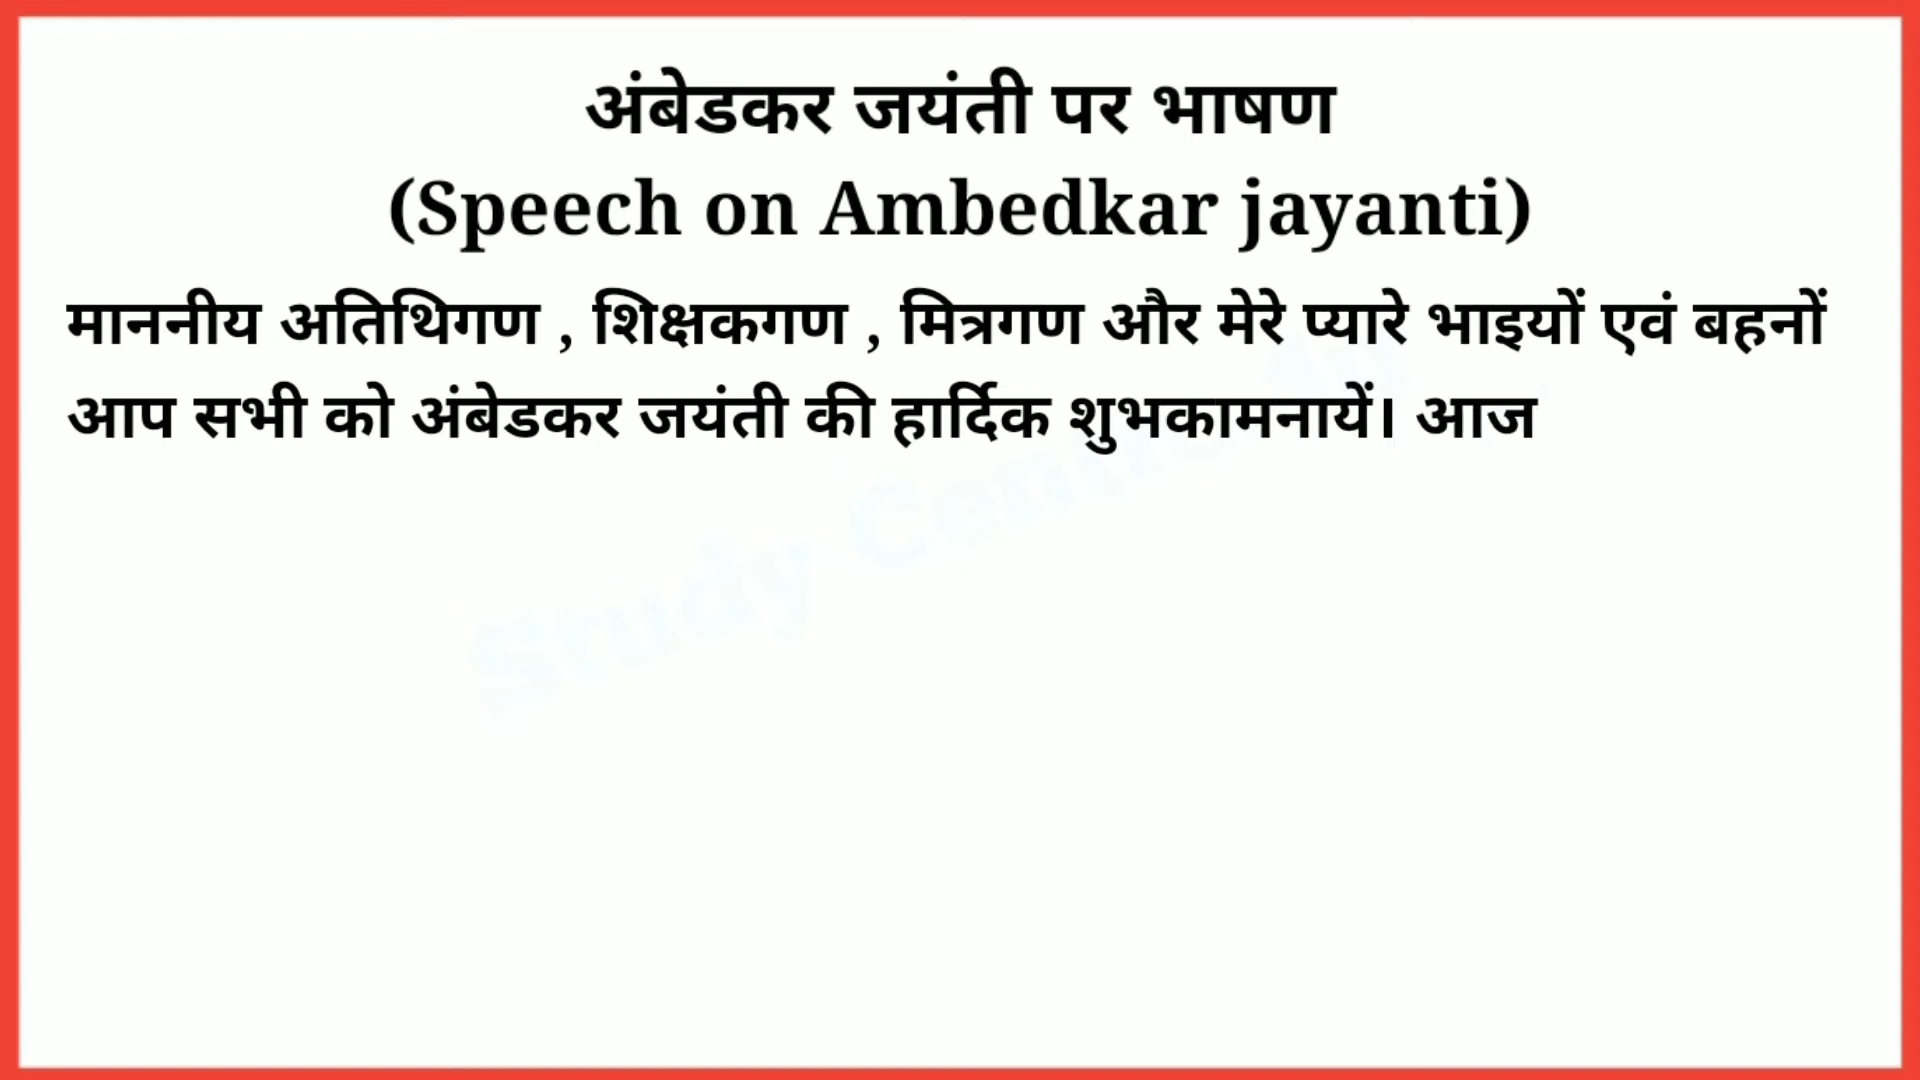 अंबेडकर जयंती पर भाषण
(Speech on Ambedkar jayanti)
माननीय अतिथिगण , शिक्षकगण , मित्रगण और मेरे प्यारे भाइयों एवं बहनों
आप सभी को अंबेडकर जयंती की हार्दिक शुभकामनायें। आज
Study